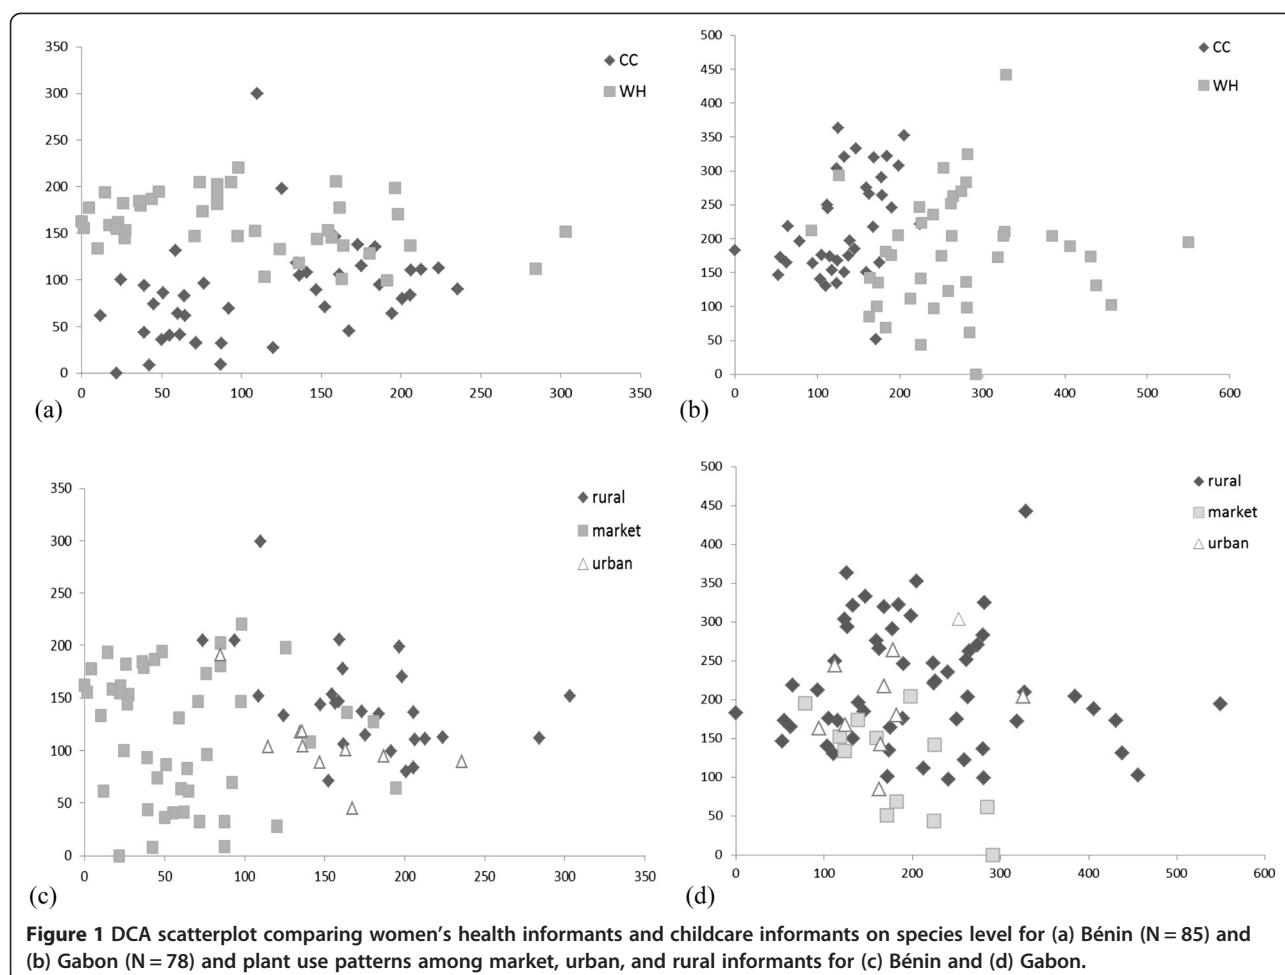 350
300
250
200
150
100
50
0
0 50 100 150 200 250 300 350
CC
WH
(a)
500
450
400
350
300
250
200
150
100
50
0
0 100 200 300 400 500 600
CC
WH
(b)
350
300
250
200
150
100
50
0
0 50 100 150 200 250 300 350
rural
market
urban
(c)
500
450
400
350
300
250
200
150
100
50
0
0 100 200 300 400 500 600
rural
market
urban
(d)
Figure 1 DCA scatterplot comparing women's health informants and childcare informants on species level for (a) Bénin (N = 85) and
(b) Gabon (N = 78) and plant use patterns among market, urban, and rural informants for (c) Bénin and (d) Gabon.